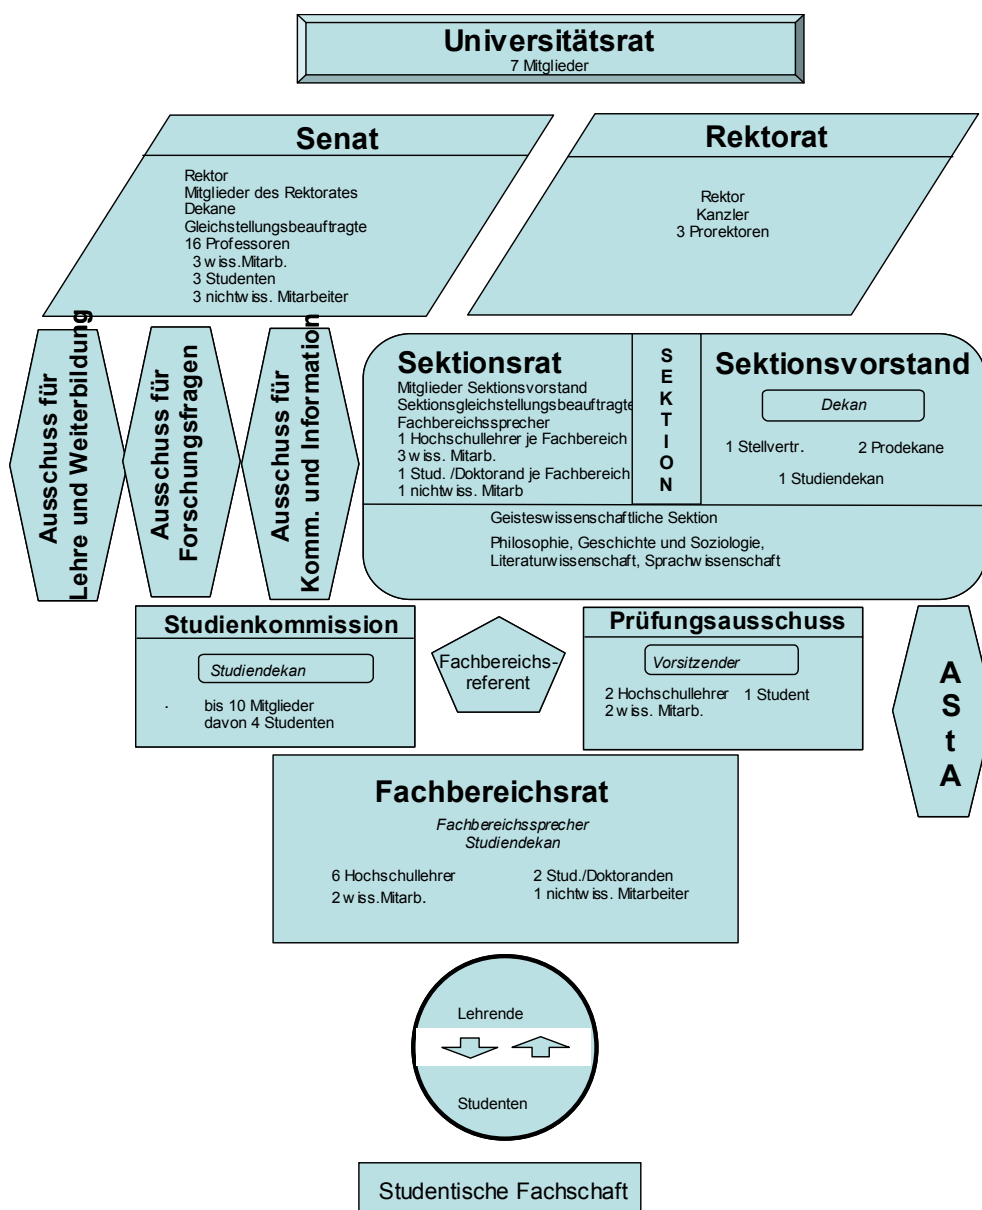 Universitätsrat
7 Mitglieder
Senat
Rektor
Mitglieder des Rektorates
Dekane
Gleichstellungsbeauftragte
16 Professoren
3 wiss.Mitarb.
3 Studenten
3 nichtwiss. Mitarbeiter
Rektorat
Rektor
Kanzler
3 Prorektoren
Ausschuss für
Lehre und Weiterbildung
Ausschuss für
Forschungsfragen
Ausschuss für
Komm. und Information
Sektionsrat
Mitglieder Sektionsvorstand
Sektionsgleichstellungsbeauftragte
Fachbereichssprecher
1 Hochschullehrer je Fachbereich
3 wiss. Mitarb.
1 Stud. /Doktorand je Fachbereich
1 nichtwiss. Mitarb
SEKTION
Sektionsvorstand
Dekan
1 Stellvertr. 2 Prodekane
1 Studiendekan
Geisteswissenschaftliche Sektion
Philosophie, Geschichte und Soziologie,
Literaturwissenschaft, Sprachwissenschaft
Studienkommission
Studiendekan
. bis 10 Mitglieder
davon 4 Studenten
Fachbereichs-
referent
Prüfungsausschuss
Vorsitzender
2 Hochschullehrer 1 Student
2 wiss. Mitarb.
AStA
Fachbereichsrat
Fachbereichssprecher
Studiendekan
6 Hochschullehrer 2 Stud./Doktoranden
2 wiss.Mitarb. 1 nichtwiss. Mitarbeiter
Lehrende
Studenten
Studentische Fachschaft